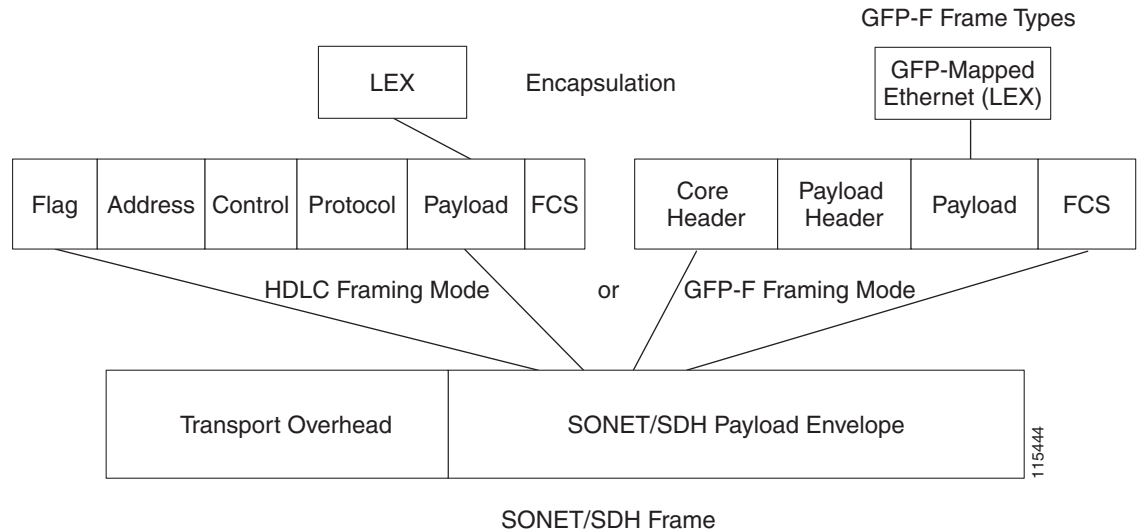 GFP-F Frame Types
LEX
Encapsulation
GFP-Mapped
Ethernet (LEX)
Flag
Address
Control
Protocol
Payload
FCS
Core
Header
Payload
Header
Payload
FCS
HDLC Framing Mode
or
GFP-F Framing Mode
Transport Overhead
SONET/SDH Payload Envelope
115444
SONET/SDH Frame